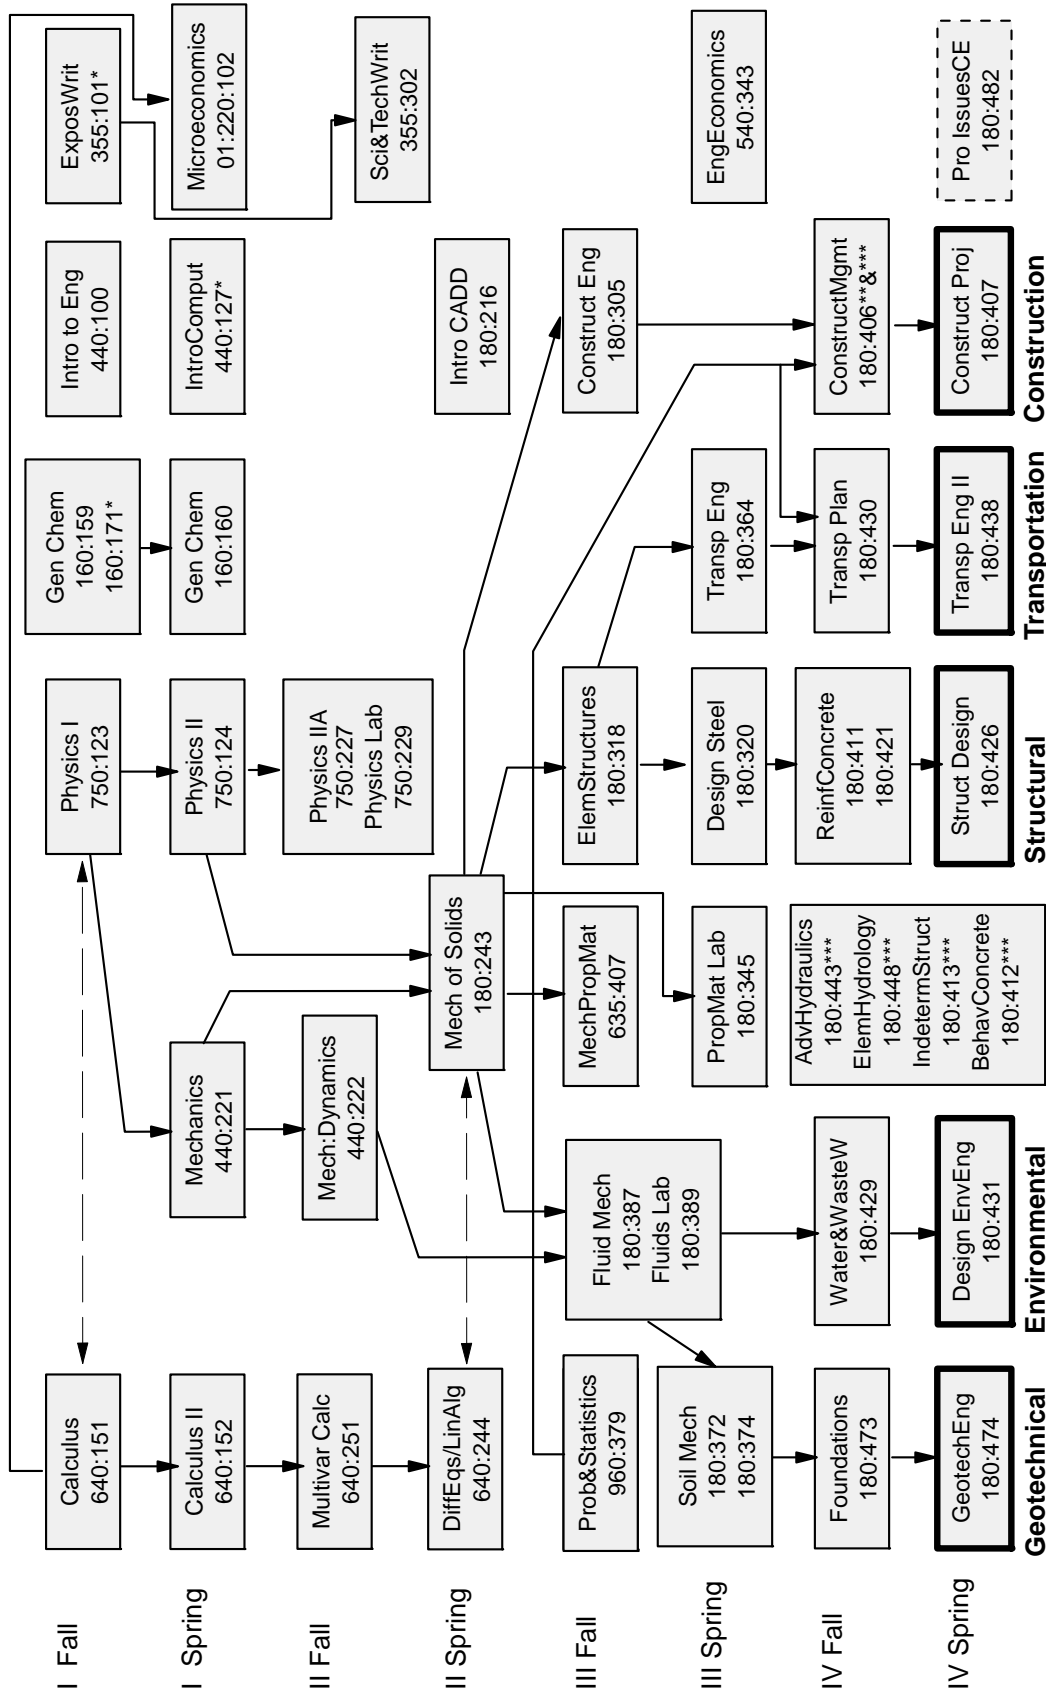 I Fall
Calculus
640:151
Physics I
750:123
Gen Chem
160:159
160:171*
Intro to Eng
440:100
ExposWrit
355:101*
I Spring
Calculus II
640:152
Mechanics
440:221
Physics II
750:124
Gen Chem
160:160
IntroComput
440:127*
Microeconomics
01:220:102
II Fall
Multivar Calc
640:251
Mech:Dynamics
440:222
Physics IIA
750:227
Physics Lab
750:229
Sci&TechWrit
355:302
II Spring
DiffEqs/LinAlg
640:244
Mech of Solids
180:243
Intro CADD
180:216
III Fall
Prob&Statistics
960:379
Fluid Mech
180:387
Fluids Lab
180:389
MechPropMat
635:407
ElemStructures
180:318
Construct Eng
180:305
III Spring
Soil Mech
180:372
180:374
PropMat Lab
180:345
Design Steel
180:320
Transp Eng
180:364
EngEconomics
540:343
IV Fall
Foundations
180:473
Water&WasteW
180:429
AdvHydraulics
180:443***
ElemHydrology
180:448***
IndetermStruct
180:413***
BehavConcrete
180:412***
ReinfConcrete
180:411
180:421
Transp Plan
180:430
ConstructMgmt
180:406**&***
IV Spring
GeotechEng
180:474
Design EnvEng
180:431
Struct Design
180:426
Transp Eng II
180:438
Construct Proj
180:407
Pro IssuesCE
180:482
Geotechnical
Environmental
Structural
Transportation
Construction